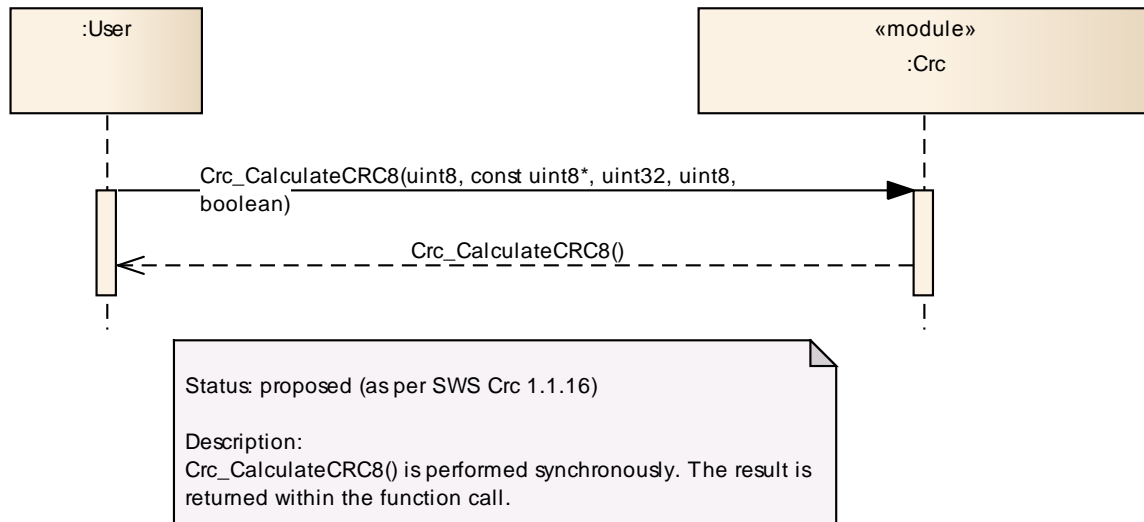 :User
«module»
:Crc
Crc_CalculateCRC8(uint8, const uint8*, uint32, uint8,
boolean)
Crc_CalculateCRC8()
Status: proposed (as per SWS Crc 1.1.16)
Description:
Crc_CalculateCRC8() is performed synchronously. The result is
returned within the function call.